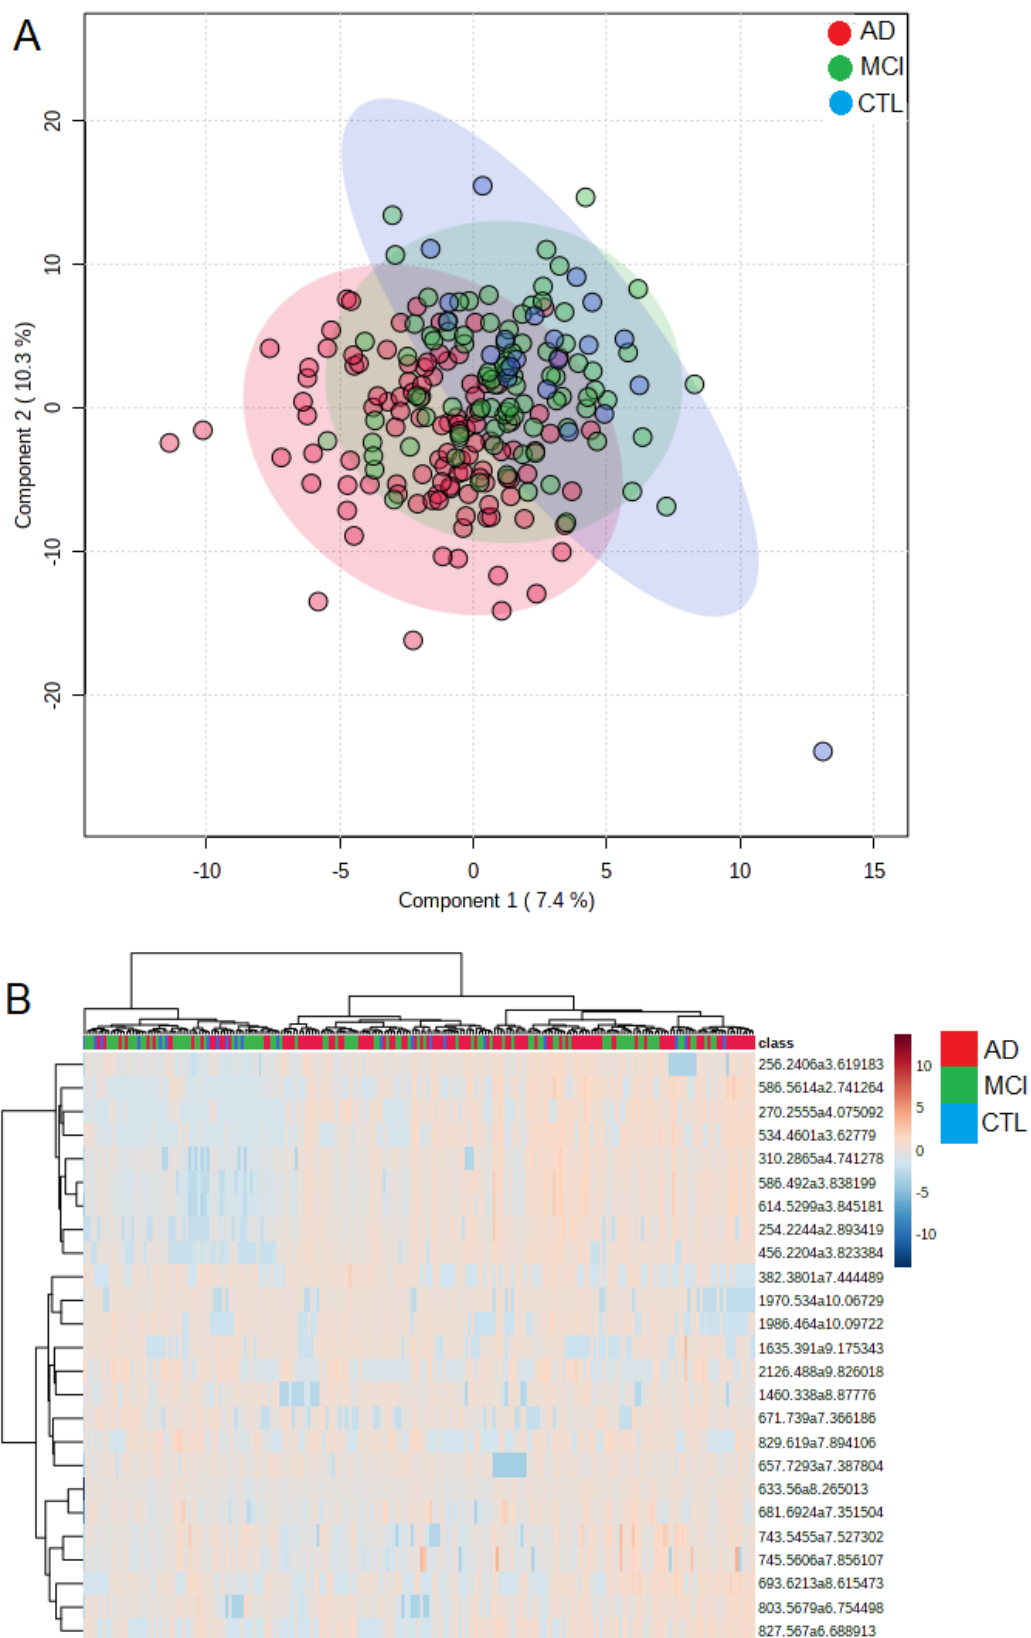 A
AD
MCI
CTL
20
10
0
-10
-20
Component 2 ( 10.3 %)
-10
-5
0
5
10
15
Component 1 ( 7.4 %)
B
class
256.2406a3.619183
586.5614a2.741264
270.2555a4.075092
534.4601a3.62779
310.2865a4.741278
586.492a3.838199
614.5299a3.845181
254.2244a2.893419
456.2204a3.823384
382.3801a7.444489
1970.534a10.06729
1986.464a10.09722
1635.391a9.175343
2126.488a9.826018
1460.338a8.87776
671.739a7.366186
829.619a7.894106
657.7293a7.387804
633.56a8.265013
681.6924a7.351504
743.5455a7.527302
745.5606a7.856107
693.6213a8.615473
803.5679a6.754498
827.567a6.688913
10
5
0
-5
-10
AD
MCI
CTL